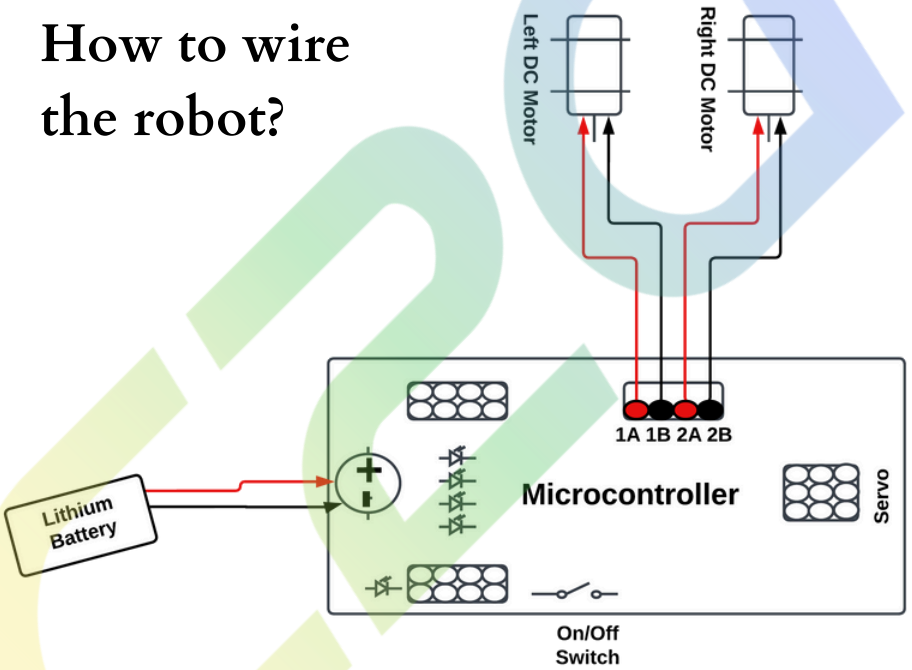 How to wire
the robot?
Left DC Motor
Right DC Motor
1A 1B 2A 2B
+
-
Microcontroller
Lithium
Battery
Servo
On/Off
Switch